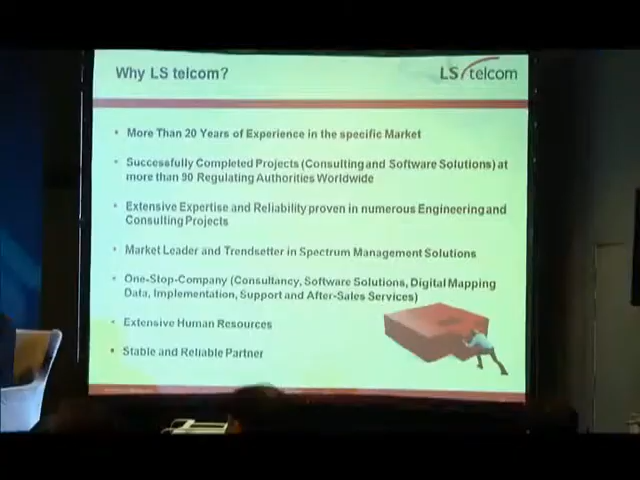 Why LS telcom?
LS telcom
• More Than 20 Years of Experience in the specific Market
• Successfully Completed Projects (Consulting and Software Solutions) at
more than 90 Regulating Authorities Worldwide
• Extensive Expertise and Reliability proven in numerous Engineering and
Consulting Projects
• Market Leader and Trendsetter in Spectrum Management Solutions
• One-Stop-Company (Consultancy, Software Solutions, Digital Mapping
Data, Implementation, Support and After-Sales Services)
• Extensive Human Resources
• Stable and Reliable Partner